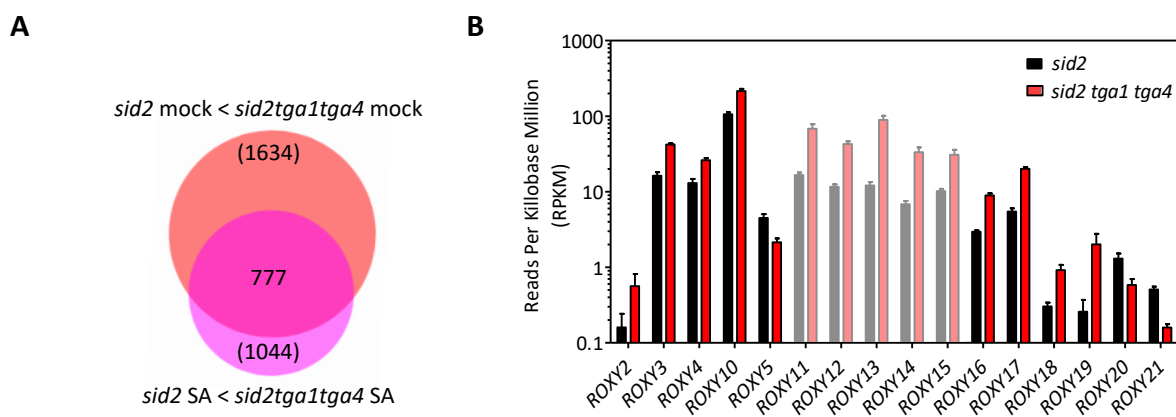 A
sid2 mock < sid2tga1tga4 mock
(1634)
777
(1044)
sid2 SA < sid2tga1tga4 SA
B
Reads Per Killobase Million
(RPKM)
1000
100
10
1
0.1
sid2
sid2 tga1 tga4
ROXY2
ROXY3
ROXY4
ROXY10
ROXY5
ROXY11
ROXY12
ROXY13
ROXY14
ROXY15
ROXY16
ROXY17
ROXY18
ROXY19
ROXY20
ROXY21